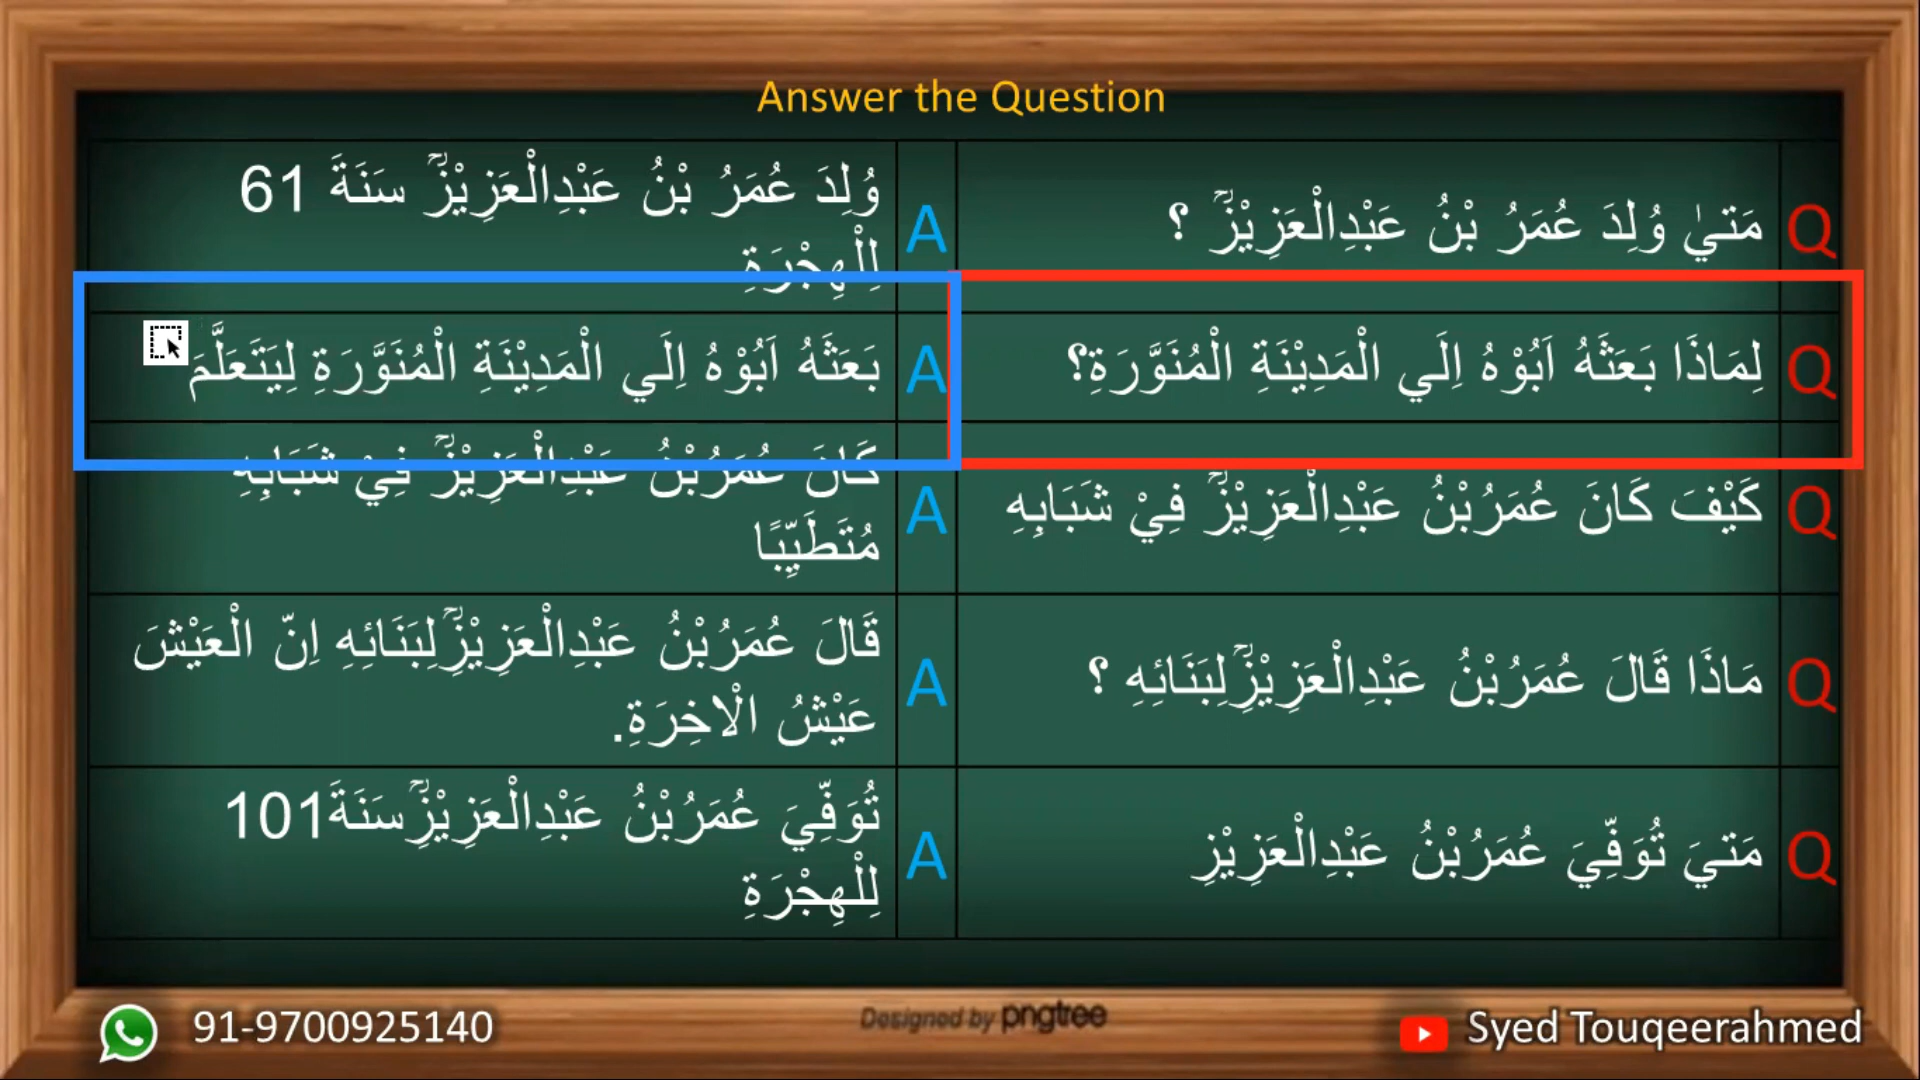 Answer the Question
Q
مَتيٰ وُلِدَ عُمَرُ بْنُ عَبْدِالْعَزِيْزؒ ؟
A
وُلِدَ عُمَرُ بْنُ عَبْدِالْعَزِيْزؒ سَنَةَ 61
لِلْهِجْرَةِ
Q
لِمَاذَا بَعَثَهُ اَبُوْهُ اِلَي الْمَدِيْنَةِ الْمُنَوَّرَةِ؟
A
بَعَثَهُ اَبُوْهُ اِلَي الْمَدِيْنَةِ الْمُنَوَّرَةِ لِيَتَعَلَّمَ
Q
كَيْفَ كَانَ عُمَرُبْنُ عَبْدِالْعَزِيْزؒ فِيْ شَبَابِهِ
A
كَانَ عُمَرُبْنُ عَبْدِالْعَزِيْزؒ فِيْ شَبَابِهِ
مُتَطَيِّبًا
Q
مَاذَا قَالَ عُمَرُبْنُ عَبْدِالْعَزِيْزِؒلِبَنَائِهِ ؟
A
قَالَ عُمَرُبْنُ عَبْدِالْعَزِيْزِؒلِبَنَائِهِ اِنّ الْعَيْشَ
عَيْشُ الْاخِرَةِ.
Q
مَتيَ تُوَفِّيَ عُمَرُبْنُ عَبْدِالْعَزِيْزِ
A
تُوَفِّيَ عُمَرُبْنُ عَبْدِالْعَزِيْزِؒسَنَةَ101
لِلْهِجْرَةِ
91-9700925140
Designed by pngtree
Syed Touqeerahmed